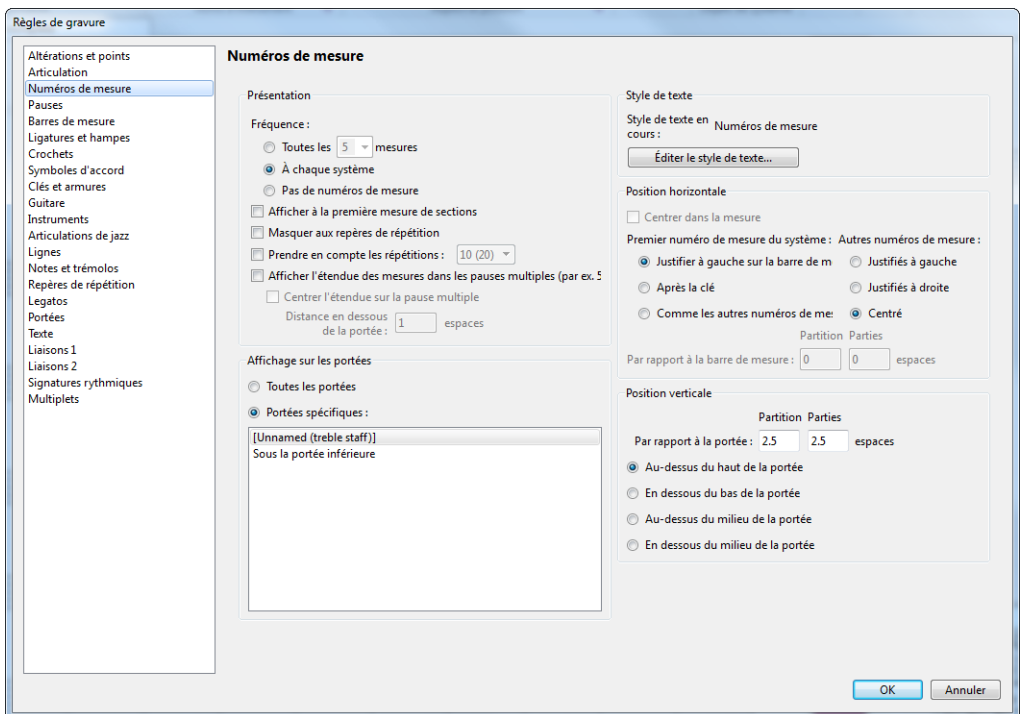 Règles de gravure
Altérations et points
Articulation
Numéros de mesure
Pauses
Barres de mesure
Ligatures et hampes
Crochets
Symboles d'accord
Clés et armures
Guitare
Instruments
Articulations de jazz
Lignes
Notes et trémolos
Repères de répétition
Legatos
Portées
Texte
Liaisons 1
Liaisons 2
Signatures rythmiques
Multiplets
Numéros de mesure
Présentation
Fréquence :
Toutes les 5 mesures
À chaque système
Pas de numéros de mesure
Afficher à la première mesure de sections
Masquer aux repères de répétition
Prendre en compte les répétitions : 10 (20)
Afficher l'étendue des mesures dans les pauses multiples (par ex. 5
Centrer l'étendue sur la pause multiple
Distance en dessous
de la portée : 1 espaces
Affichage sur les portées
Toutes les portées
Portées spécifiques :
[Unnamed (treble staff)]
Sous la portée inférieure
Style de texte
Style de texte en
cours : Numéros de mesure
Éditer le style de texte...
Position horizontale
Centrer dans la mesure
Premier numéro de mesure du système : Autres numéros de mesure :
Justifier à gauche sur la barre de m Justifiés à gauche
Après la clé Justifiés à droite
Comme les autres numéros de me: Centré
Partition Parties
Par rapport à la barre de mesure : 0 0 espaces
Position verticale
Partition Parties
Par rapport à la portée : 2.5 2.5 espaces
Au-dessus du haut de la portée
En dessous du bas de la portée
Au-dessus du milieu de la portée
En dessous du milieu de la portée
OK Annuler